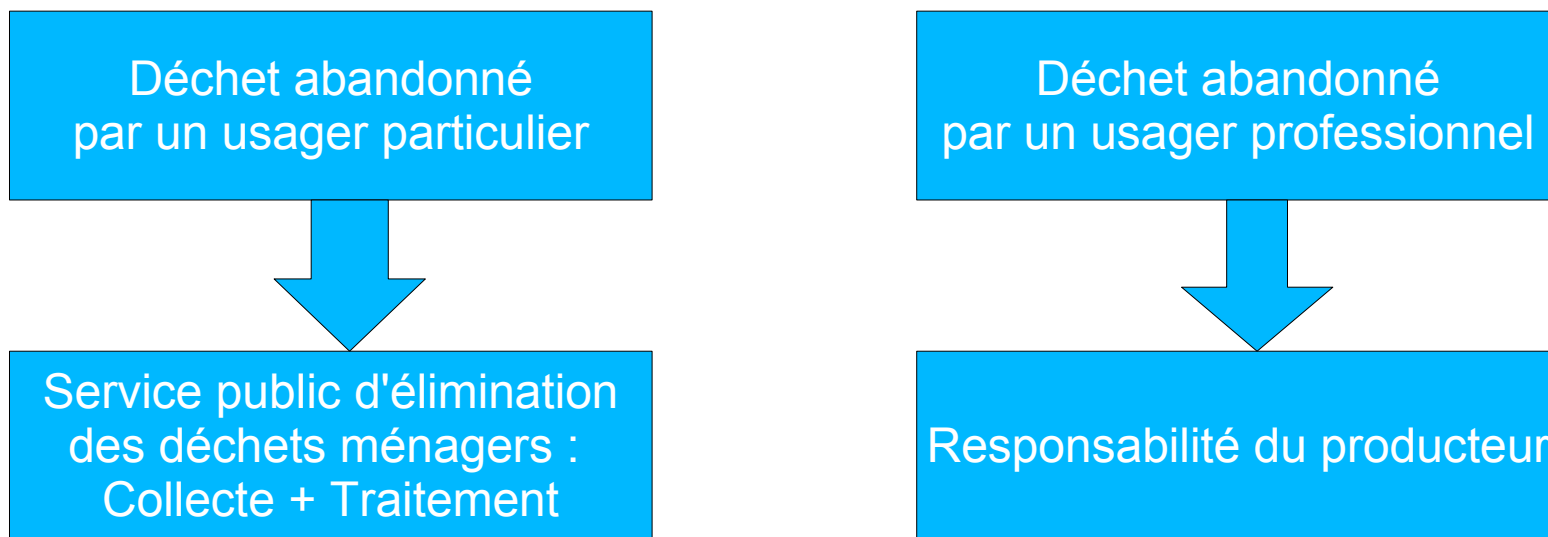 Déchet abandonné
par un usager particulier
Déchet abandonné
par un usager professionnel
Service public d'élimination
des déchets ménagers :
Collecte + Traitement
Responsabilité du producteur